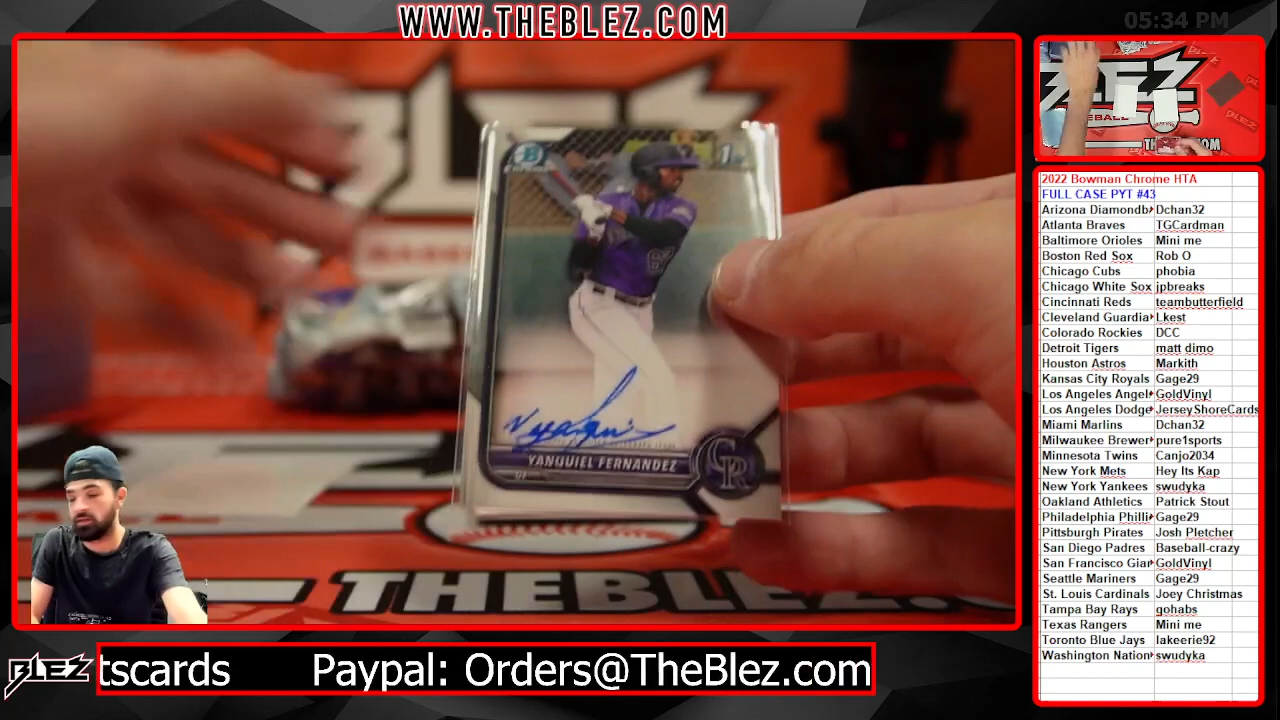 WWW.THEBLEZ.COM
05:34 PM
BLEZ
YANQUIEL FERNANDEZ
OF
CR
1st
THEBLEZ.
2022 Bowman Chrome HTA
FULL CASE PYT #43
Arizona Diamondb Dchan32
Atlanta Braves TGCardman
Baltimore Orioles Mini me
Boston Red Sox Rob O
Chicago Cubs phobia
Chicago White Sox jpbreaks
Cincinnati Reds teambutterfield
Cleveland Guardia Lkest
Colorado Rockies DCC
Detroit Tigers matt dimo
Houston Astros Markith
Kansas City Royals Gage29
Los Angeles Angel GoldVinyl
Los Angeles Dodge JerseyShoreCards
Miami Marlins Dchan32
Milwaukee Brewer pure1sports
Minnesota Twins Canjo2034
New York Mets Hey Its Kap
New York Yankees swudyka
Oakland Athletics Patrick Stout
Philadelphia Philli Gage29
Pittsburgh Pirates Josh Pletcher
San Diego Padres Baseball-crazy
San Francisco Gian GoldVinyl
Seattle Mariners Gage29
St. Louis Cardinals Joey Christmas
Tampa Bay Rays gohabs
Texas Rangers Mini me
Toronto Blue Jays lakeerie92
Washington Nation swudyka
BLEZ
tscards Paypal: Orders@TheBlez.com